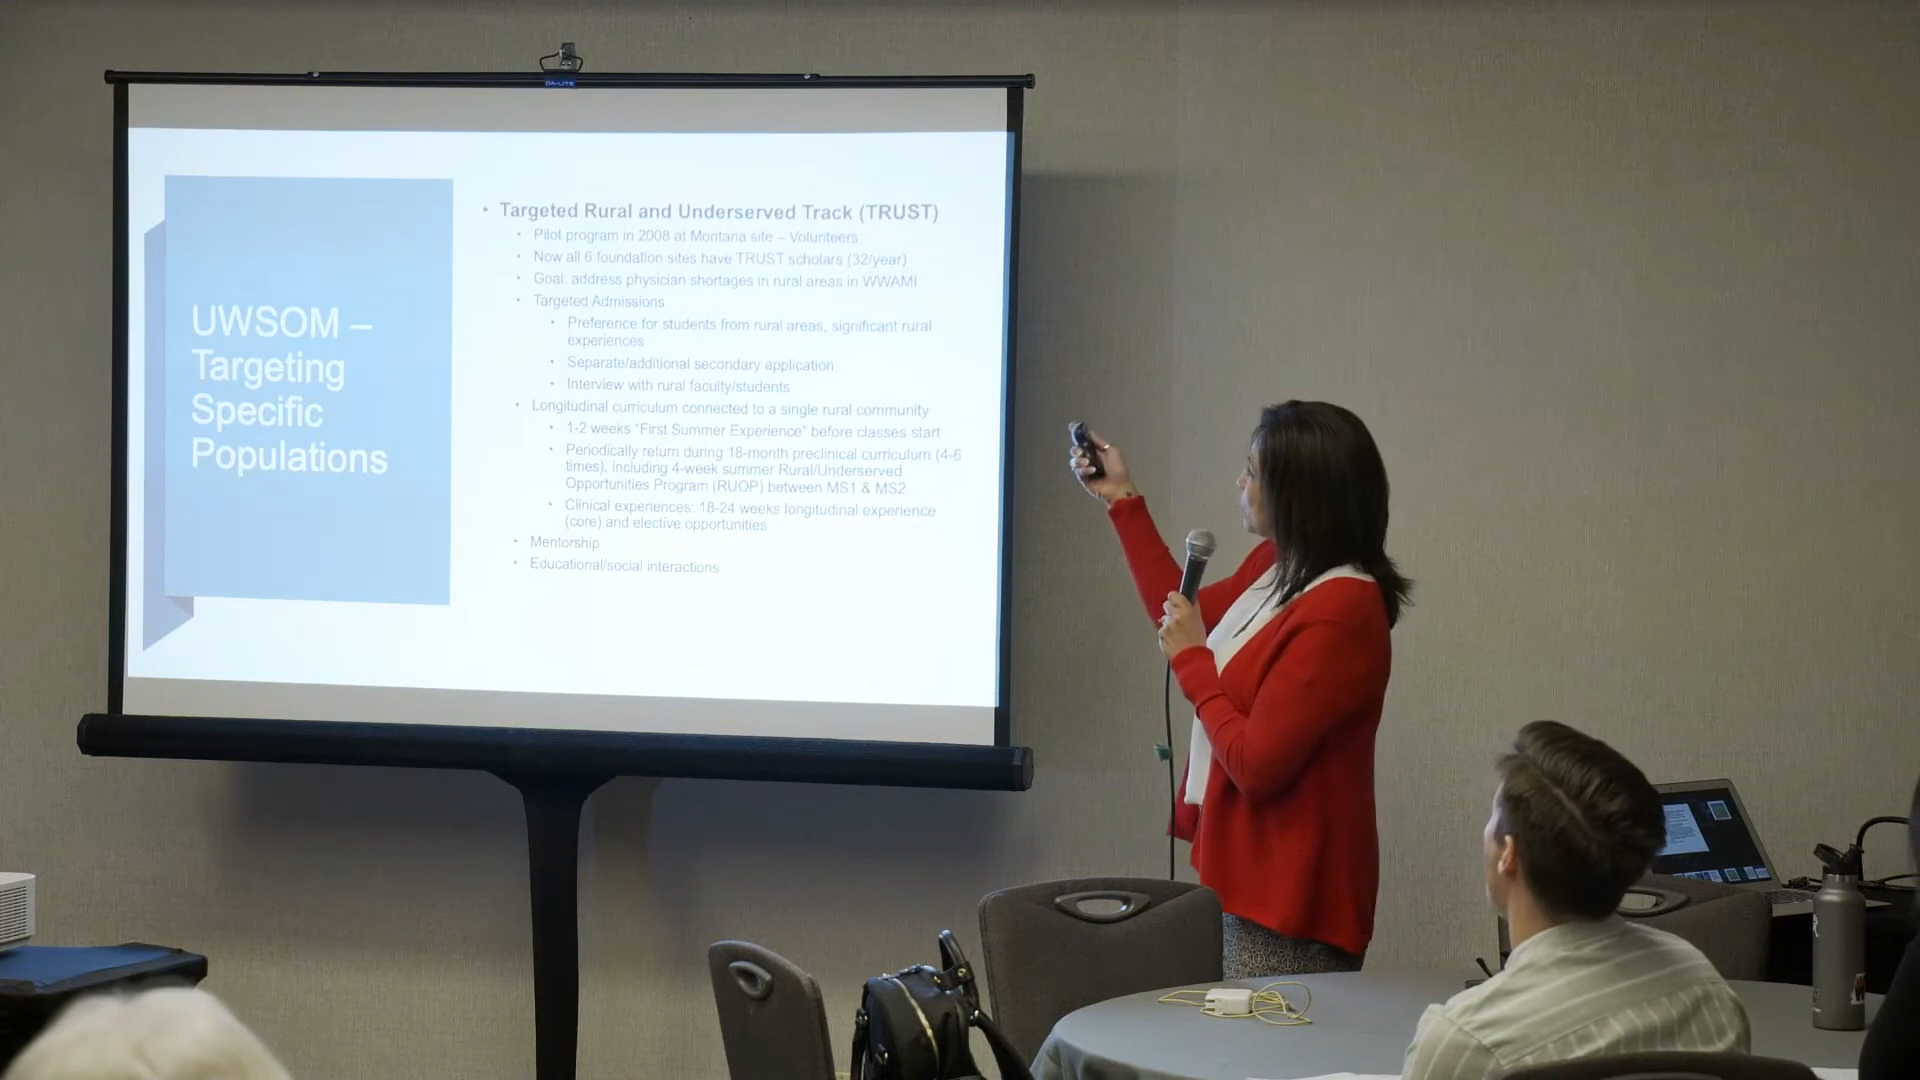 DA-LITE
UWSOM –
Targeting
Specific
Populations
• Targeted Rural and Underserved Track (TRUST)
• Pilot program in 2008 at Montana site – Volunteers
• Now all 6 foundation sites have TRUST scholars (32/year)
• Goal: address physician shortages in rural areas in WWAMI
• Targeted Admissions
• Preference for students from rural areas, significant rural
experiences
• Separate/additional secondary application
• Interview with rural faculty/students
• Longitudinal curriculum connected to a single rural community
• 1-2 weeks “First Summer Experience” before classes start
• Periodically return during 18-month preclinical curriculum (4-6
times), including 4-week summer Rural/Underserved
Opportunities Program (RUOP) between MS1 & MS2
• Clinical experiences: 18-24 weeks longitudinal experience
(core) and elective opportunities
• Mentorship
• Educational/social interactions